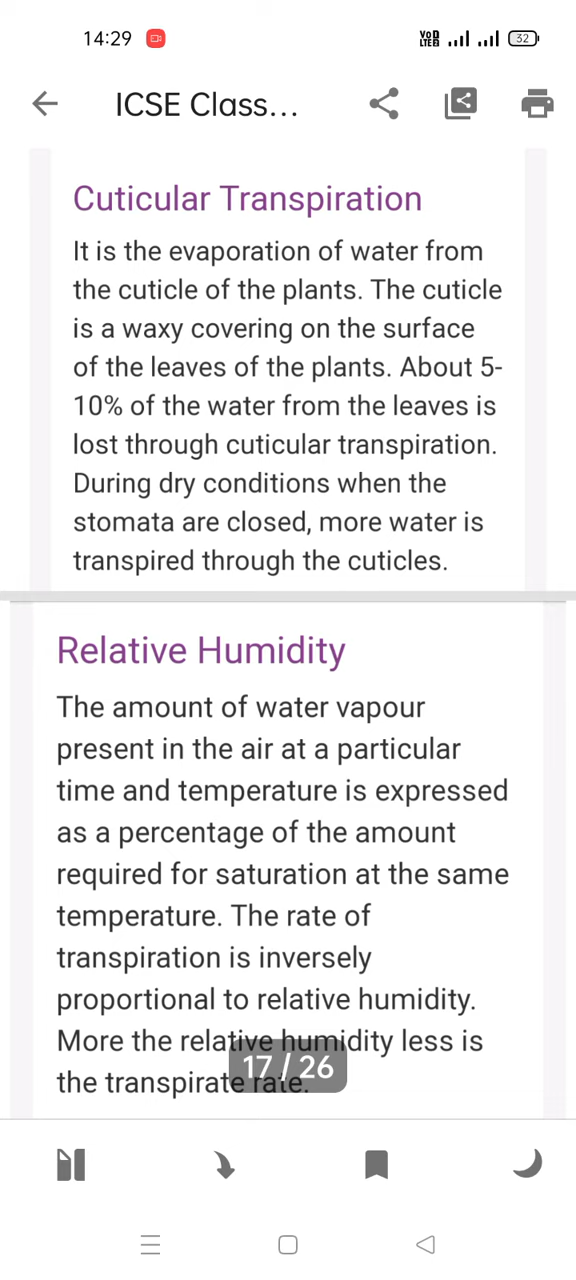 14:29
Vo LTE 2
32
ICSE Class...
Cuticular Transpiration
It is the evaporation of water from
the cuticle of the plants. The cuticle
is a waxy covering on the surface
of the leaves of the plants. About 5-
10% of the water from the leaves is
lost through cuticular transpiration.
During dry conditions when the
stomata are closed, more water is
transpired through the cuticles.
Relative Humidity
The amount of water vapour
present in the air at a particular
time and temperature is expressed
as a percentage of the amount
required for saturation at the same
temperature. The rate of
transpiration is inversely
proportional to relative humidity.
More the relative humidity less is
the transpirate rate.
17 / 26